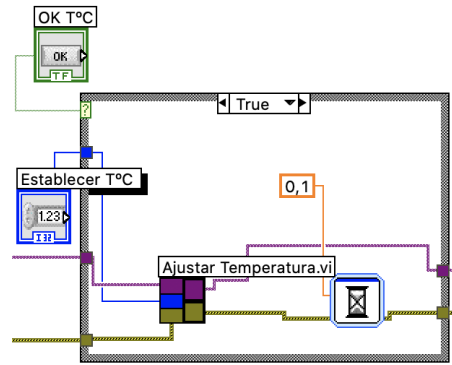 OK TºC
OK
TF
?
True
Establecer TºC
1.23
I32
0,1
Ajustar Temperatura.vi